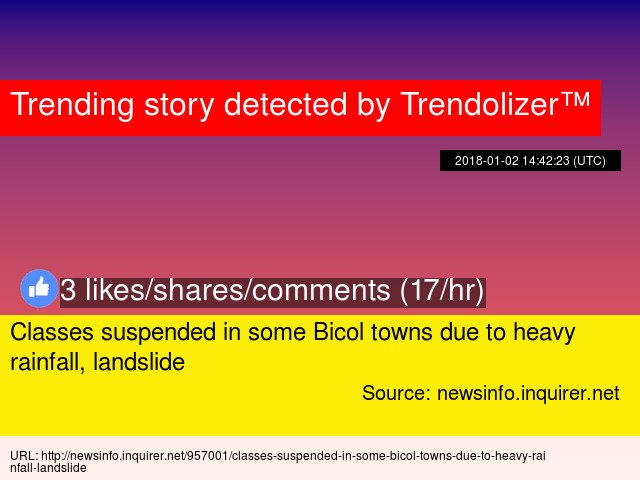 Trending story detected by Trendolizer™
2018-01-02 14:42:23 (UTC)
3 likes/shares/comments (17/hr)
Classes suspended in some Bicol towns due to heavy
rainfall, landslide
Source: newsinfo.inquirer.net
URL: http://newsinfo.inquirer.net/957001/classes-suspended-in-some-bicol-towns-due-to-heavy-rai
nfall-landslide